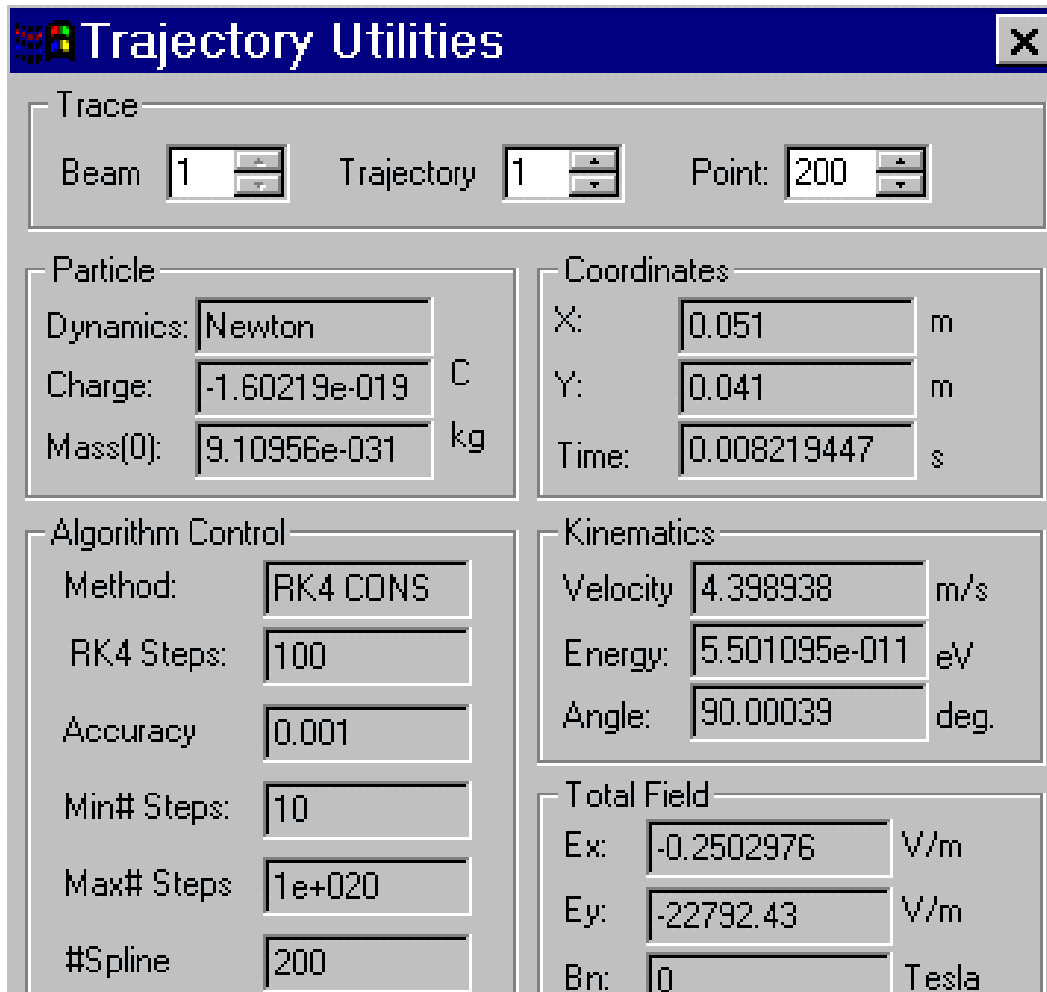 Trajectory Utilities
Trace
Beam 1 Trajectory 1 Point: 200
Particle
Dynamics: Newton
Charge: -1.60219e-019 C
Mass(0): 9.10956e-031 kg
Coordinates
X: 0.051 m
Y: 0.041 m
Time: 0.008219447 s
Algorithm Control
Method: RK4 CONS
RK4 Steps: 100
Accuracy 0.001
Min# Steps: 10
Max# Steps 1e+020
#Spline 200
Kinematics
Velocity 4.398938 m/s
Energy: 5.501095e-011 eV
Angle: 90.00039 deg.
Total Field
Ex: -0.2502976 V/m
Ey: -22792.43 V/m
Bn: 0 Tesla